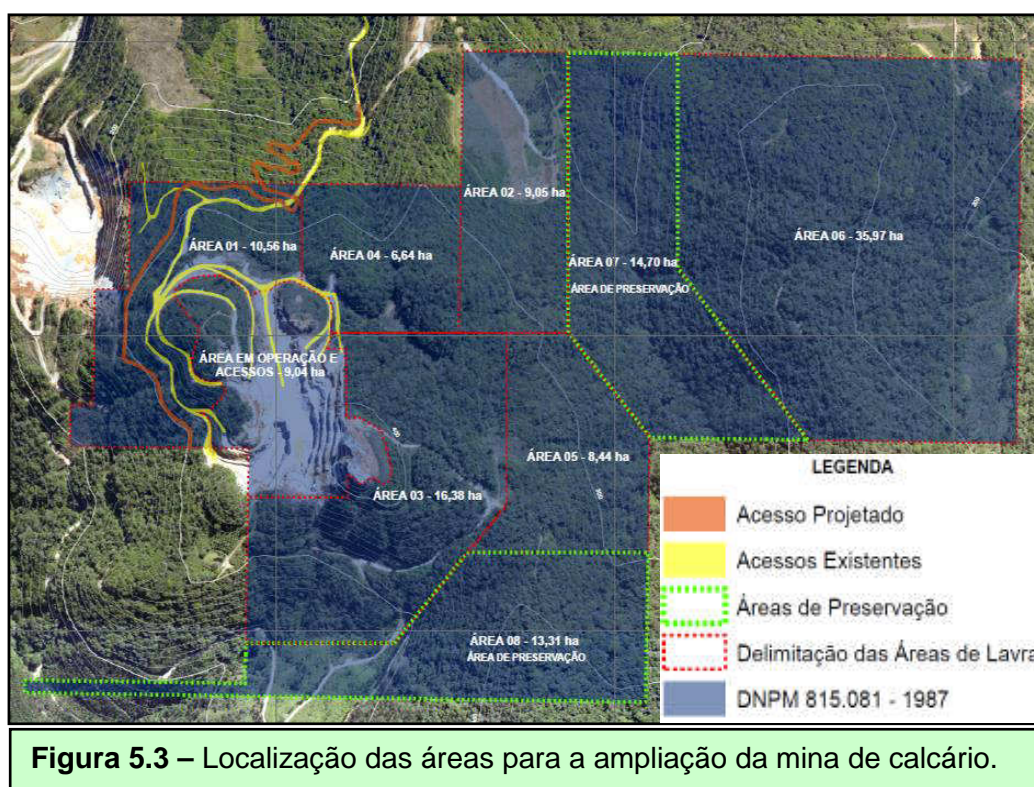 ÁREA 02 - 9,05 ha
ÁREA 01 - 10,56 ha
ÁREA 04 - 6,64 ha
ÁREA 06 - 35,97 ha
ÁREA 07 - 14,70 ha
ÁREA DE PRESERVAÇÃO
ÁREA EM OPERAÇÃO E
ACESSOS - 9,04 ha
ÁREA 05 - 8,44 ha
ÁREA 03 - 16,38 ha
ÁREA 08 - 13,31 ha
ÁREA DE PRESERVAÇÃO
LEGENDA
Acesso Projetado
Acessos Existentes
Áreas de Preservação
Delimitação das Áreas de Lavra
DNPM 815.081 - 1987
Figura 5.3 – Localização das áreas para a ampliação da mina de calcário.